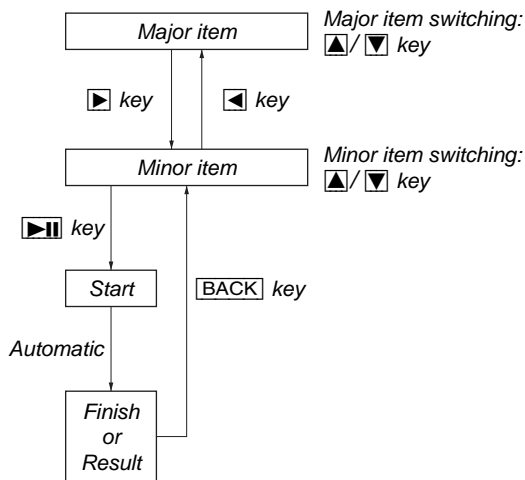 Major item
Major item switching:
▲/▼ key
▶ key
◀ key
Minor item
Minor item switching:
▲/▼ key
▶II key
Start
BACK key
Automatic
Finish
or
Result